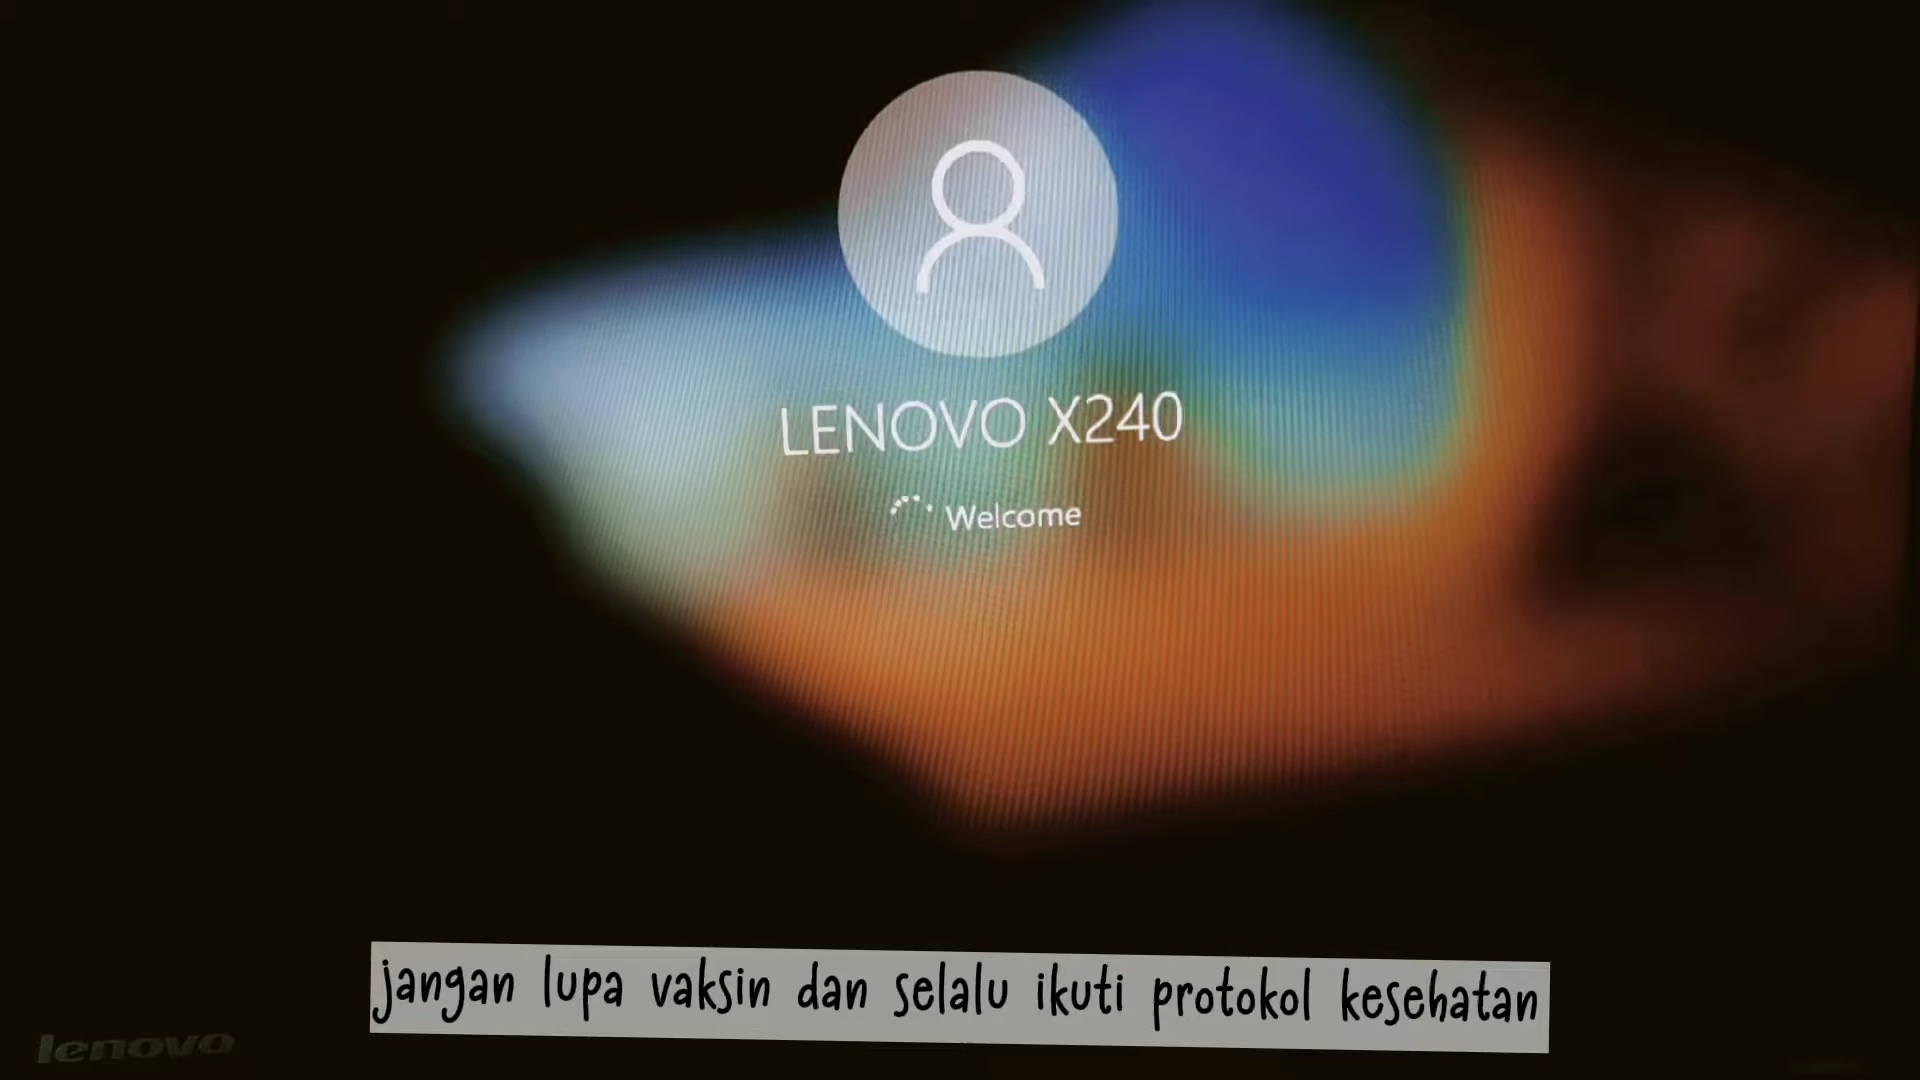 LENOVO X240
Welcome
jangan lupa vaksin dan selalu ikuti protokol kesehatan
lenovo